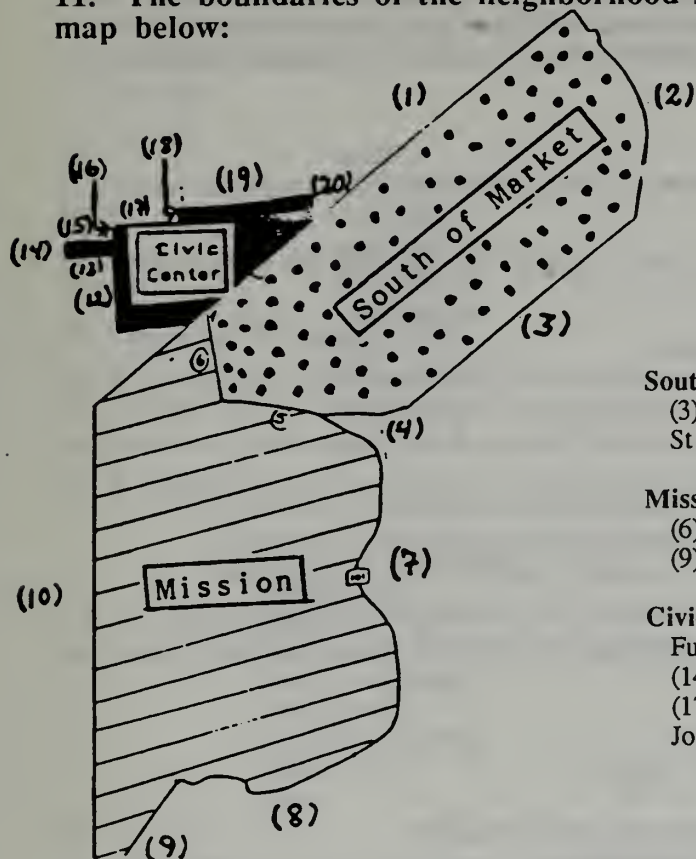 11. The boundaries of the neighborhood
map below:
(1)
(2)
(18)
(16)
(19)
(20)
(17)
(15)
(14)
(13)
(12)
Civic
Center
South of Market
(3)
(6)
(5)
(4)
(7)
Mission
(10)
(8)
(9)
South
(3)
St
Miss
(6)
(9)
Civi
Fu
(14
(17
Jo